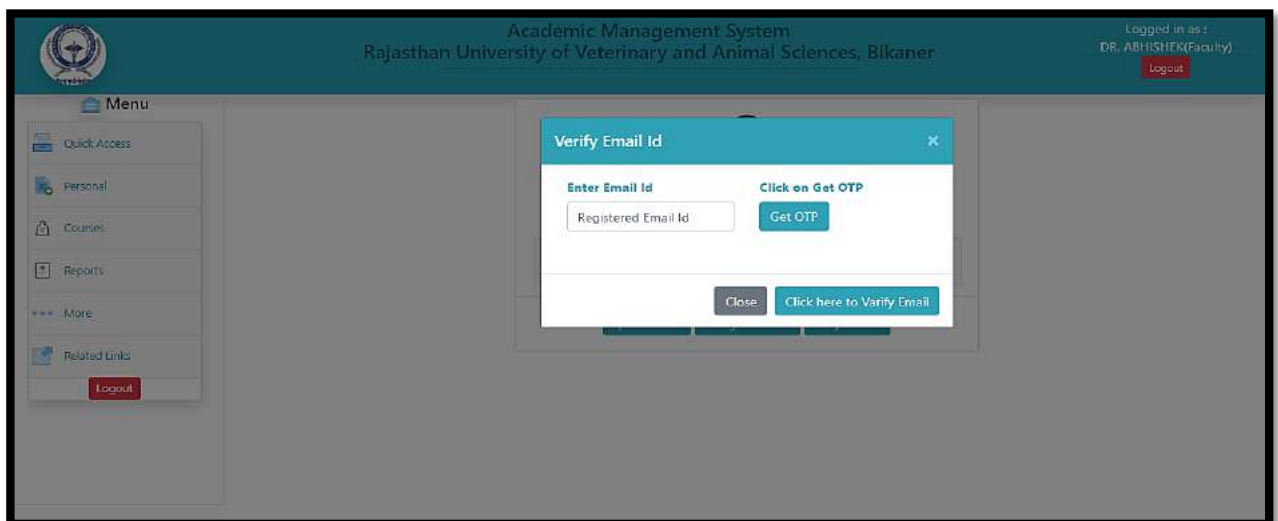 Academic Management System
Rajasthan University of Veterinary and Animal Sciences, Bikaner
Logged in as :
DR. ABHISHEK(Faculty)
Logout
Menu
Quick Access
Personal
Courses
Reports
More
Related Links
Logout
Verify Email Id
×
Enter Email Id
Click on Get OTP
Registered Email Id
Get OTP
Close
Click here to Varify Email